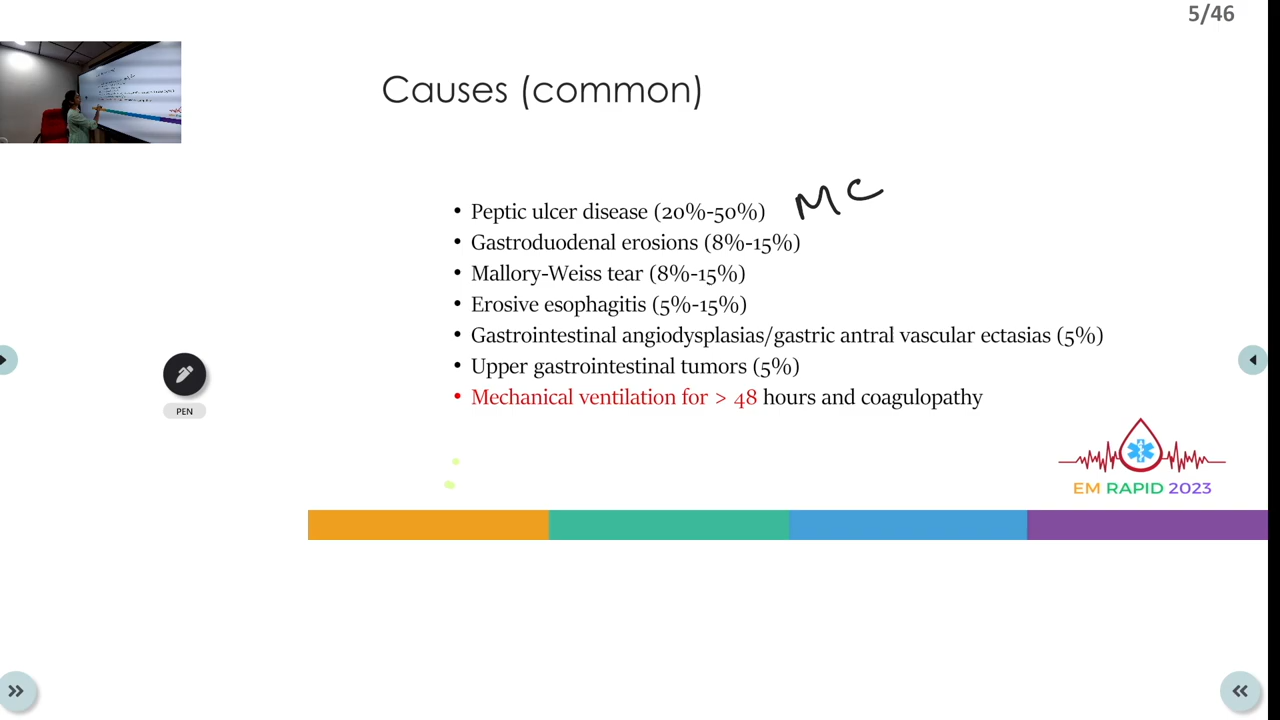 5/46
Causes (common)
• Peptic ulcer disease (20%-50%) MC
• Gastroduodenal erosions (8%-15%)
• Mallory-Weiss tear (8%-15%)
• Erosive esophagitis (5%-15%)
• Gastrointestinal angiodysplasias/gastric antral vascular ectasias (5%)
• Upper gastrointestinal tumors (5%)
• Mechanical ventilation for > 48 hours and coagulopathy
PEN
EM RAPID 2023